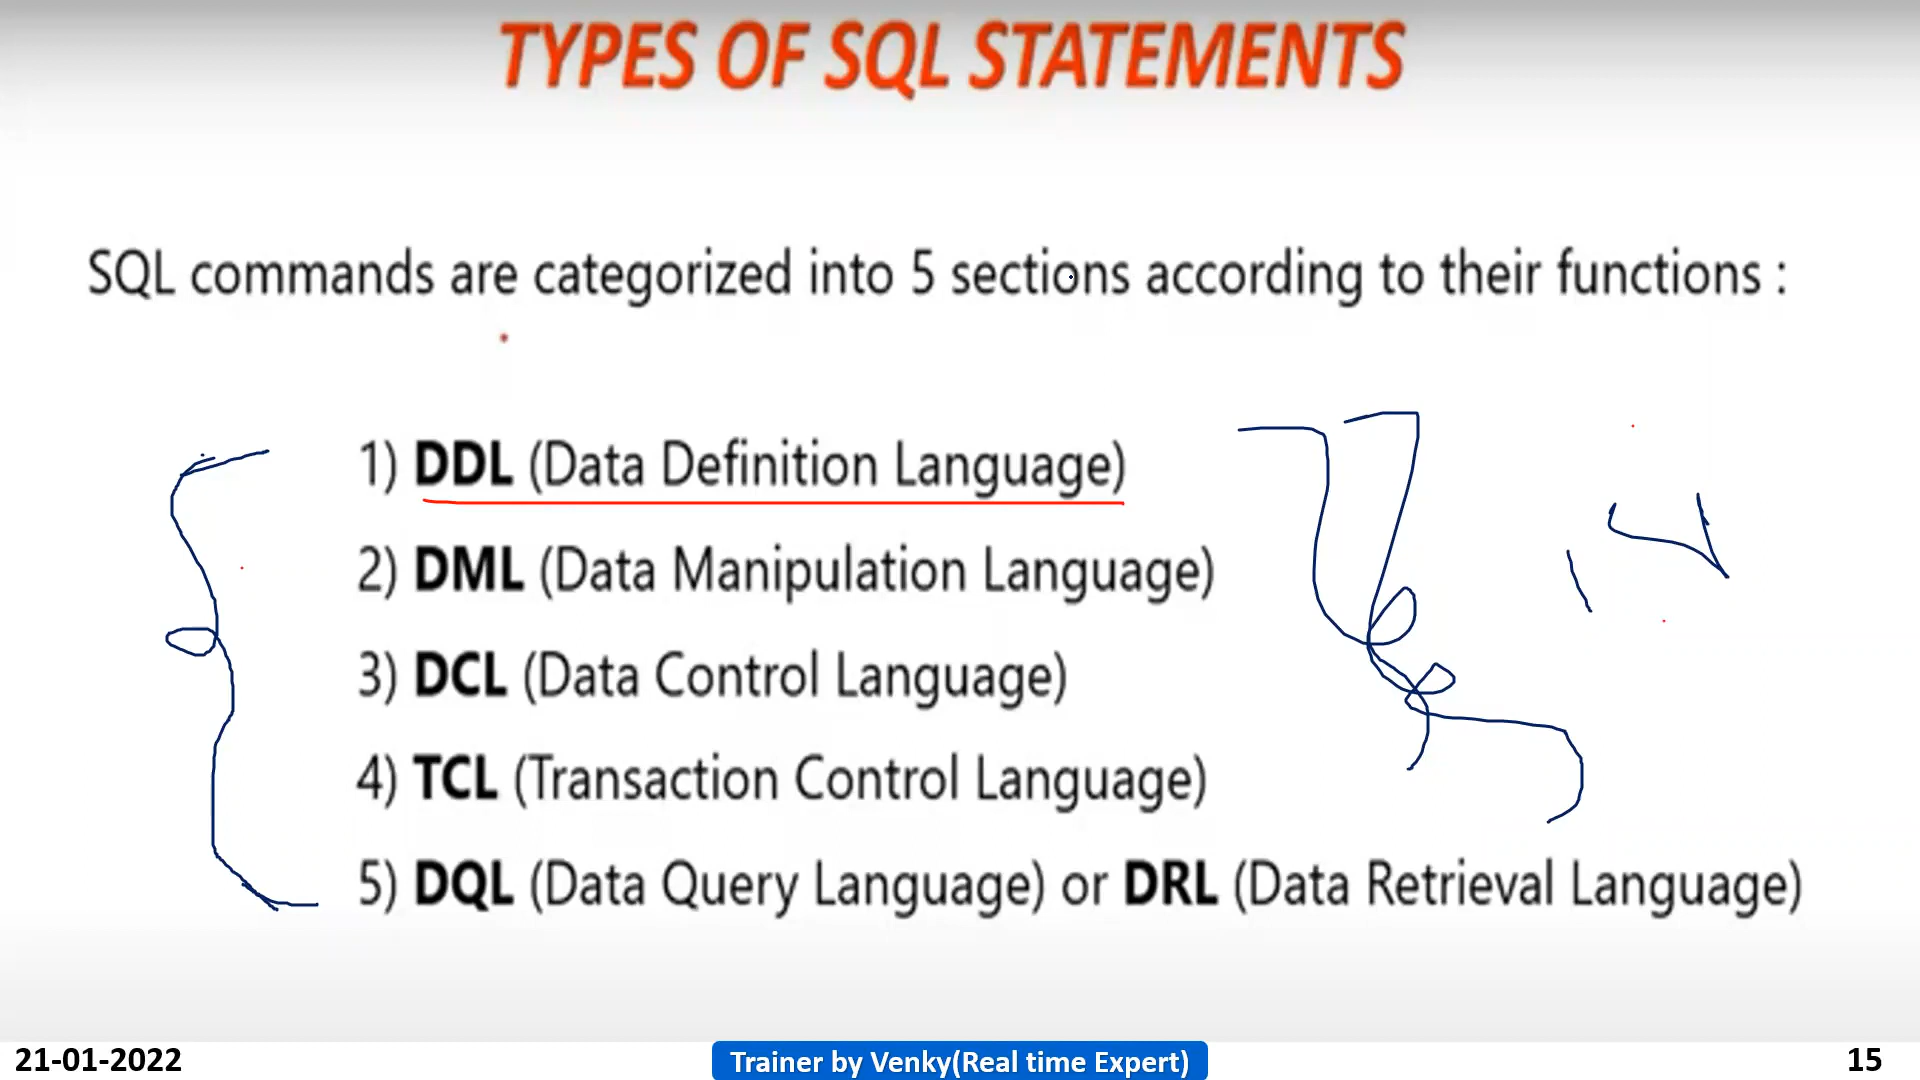 TYPES OF SQL STATEMENTS
SQL commands are categorized into 5 sections according to their functions :
1) DDL (Data Definition Language)
2) DML (Data Manipulation Language)
3) DCL (Data Control Language)
4) TCL (Transaction Control Language)
5) DQL (Data Query Language) or DRL (Data Retrieval Language)
21-01-2022
Trainer by Venky(Real time Expert)
15